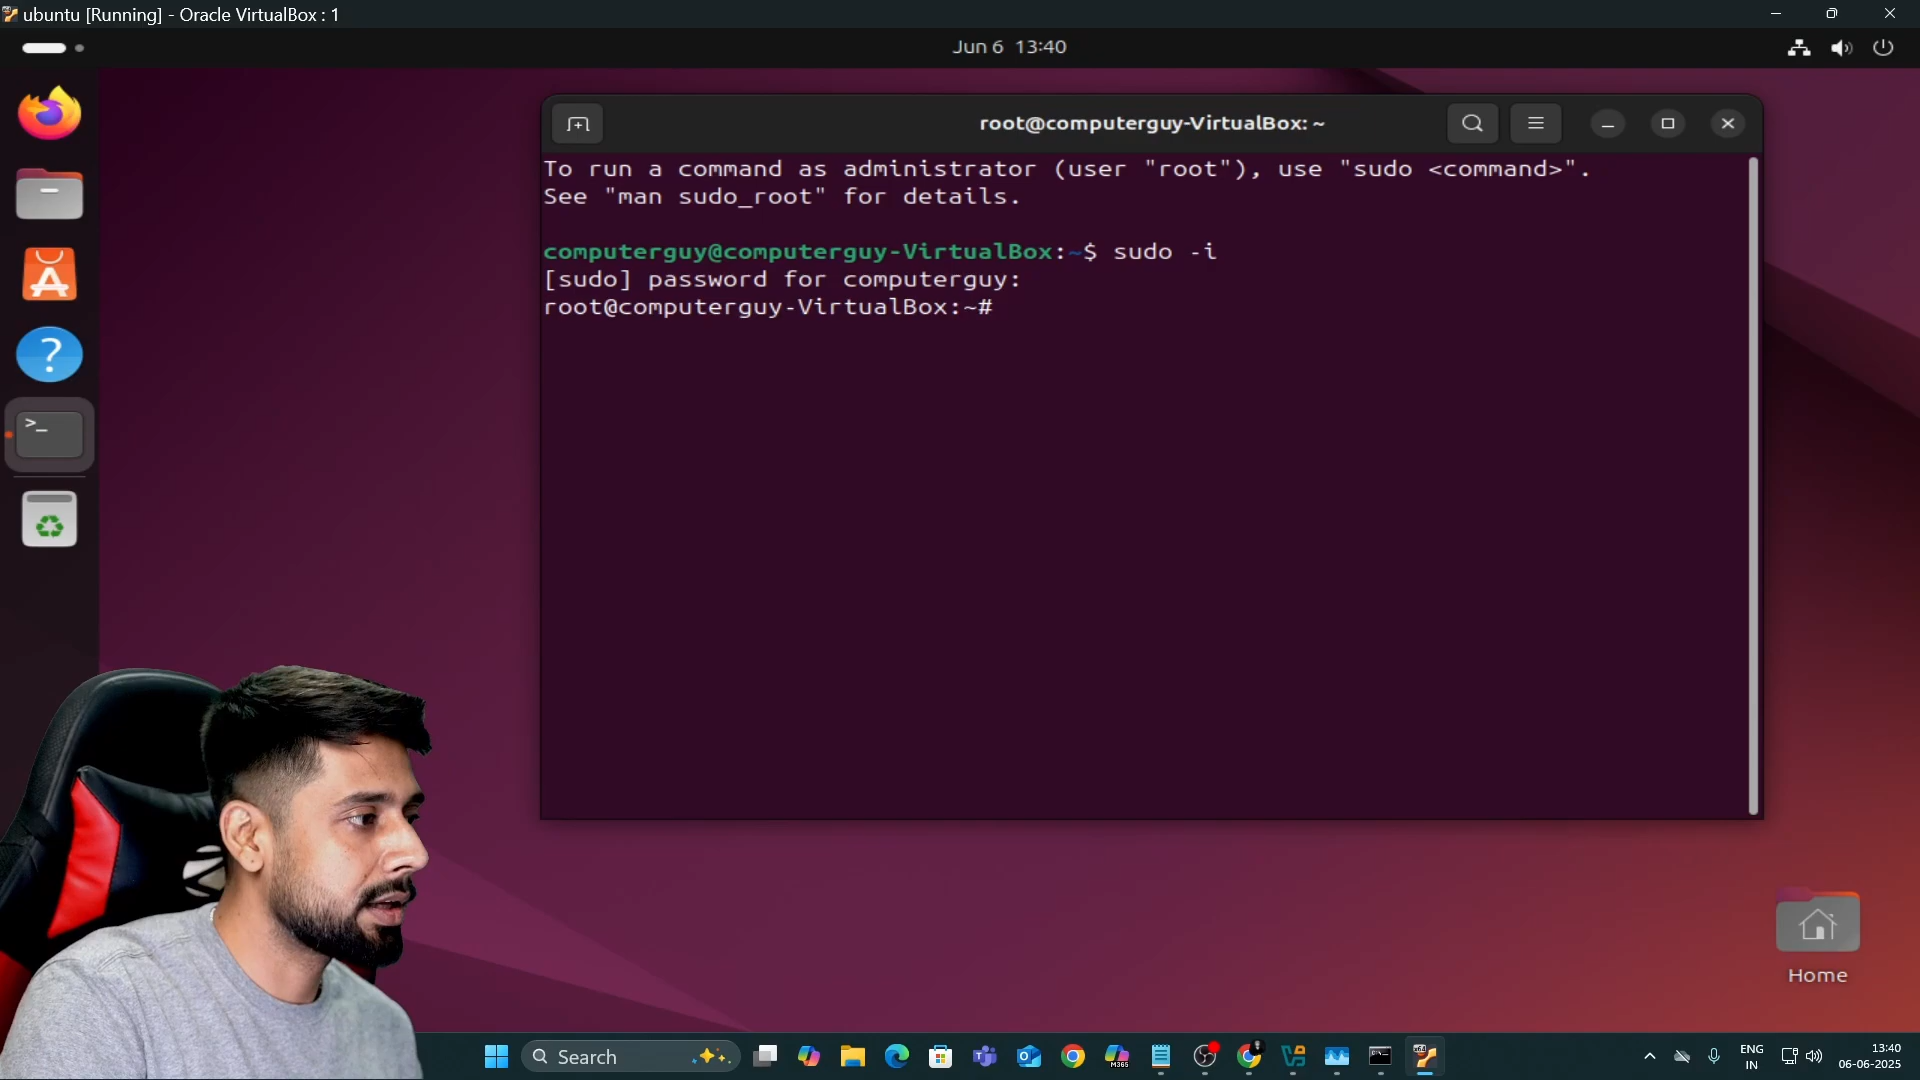 ubuntu [Running] - Oracle VirtualBox : 1
Jun 6 13:40
root@computerguy-VirtualBox: ~
To run a command as administrator (user "root"), use "sudo <command>".
See "man sudo_root" for details.
computerguy@computerguy-VirtualBox:~$ sudo -i
[sudo] password for computerguy:
root@computerguy-VirtualBox:~#
Home
Search
M365
ENG
IN
13:40
06-06-2025